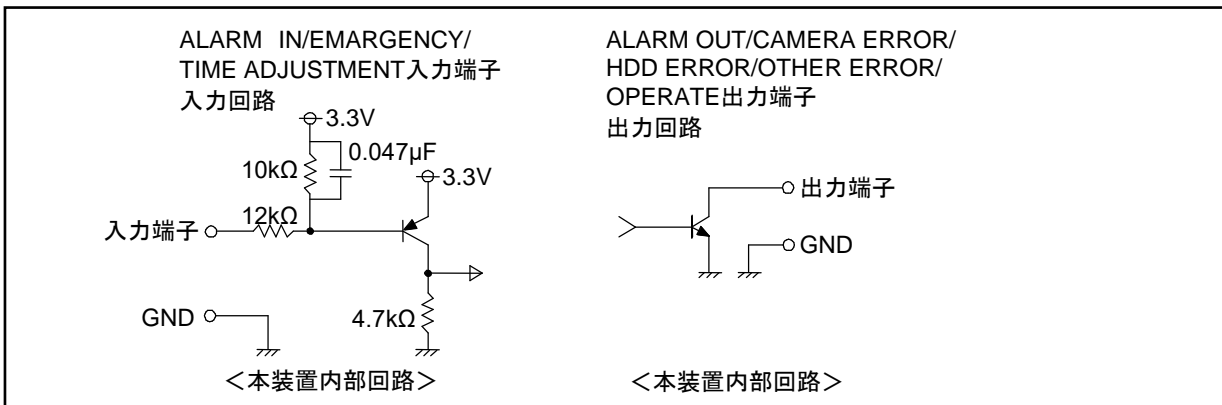 ALARM IN/EMARGENCY/
TIME ADJUSTMENT入力端子
入力回路
3.3V
0.047μF
10kΩ
3.3V
12kΩ
入力端子
GND
4.7kΩ
＜本装置内部回路＞
ALARM OUT/CAMERA ERROR/
HDD ERROR/OTHER ERROR/
OPERATE出力端子
出力回路
出力端子
GND
＜本装置内部回路＞